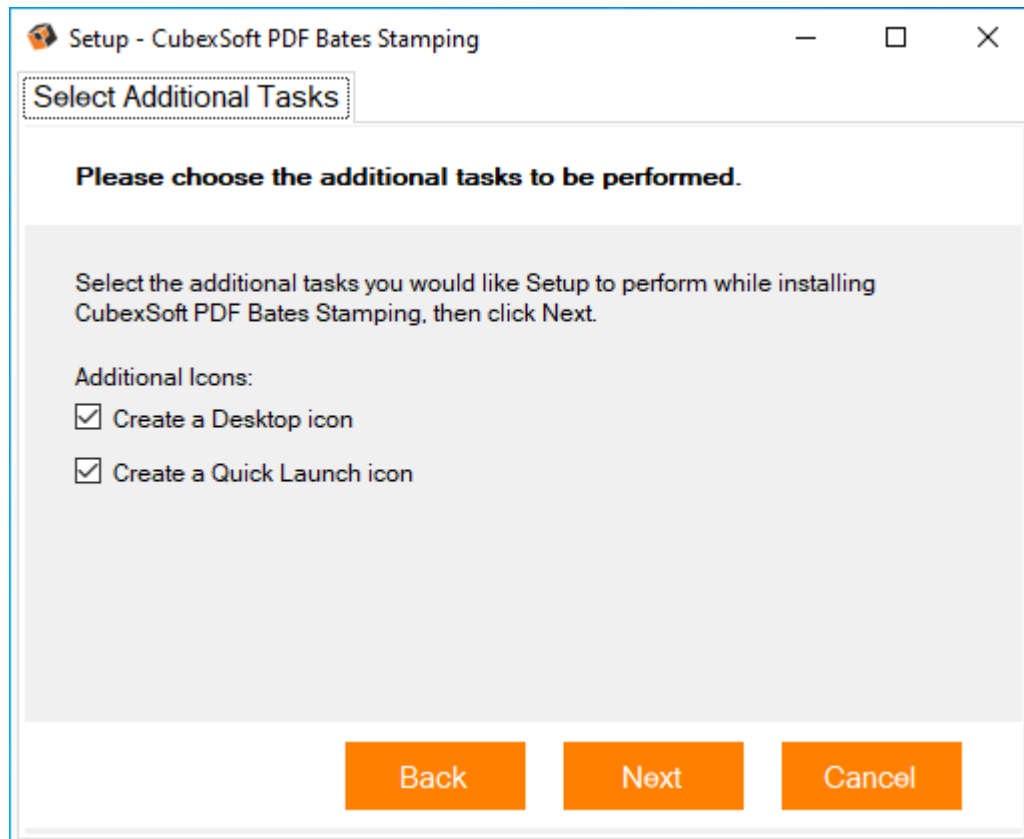 Setup - CubexSoft PDF Bates Stamping
Select Additional Tasks
Please choose the additional tasks to be performed.
Select the additional tasks you would like Setup to perform while installing
CubexSoft PDF Bates Stamping, then click Next.
Additional Icons:
Create a Desktop icon
Create a Quick Launch icon
Back Next Cancel